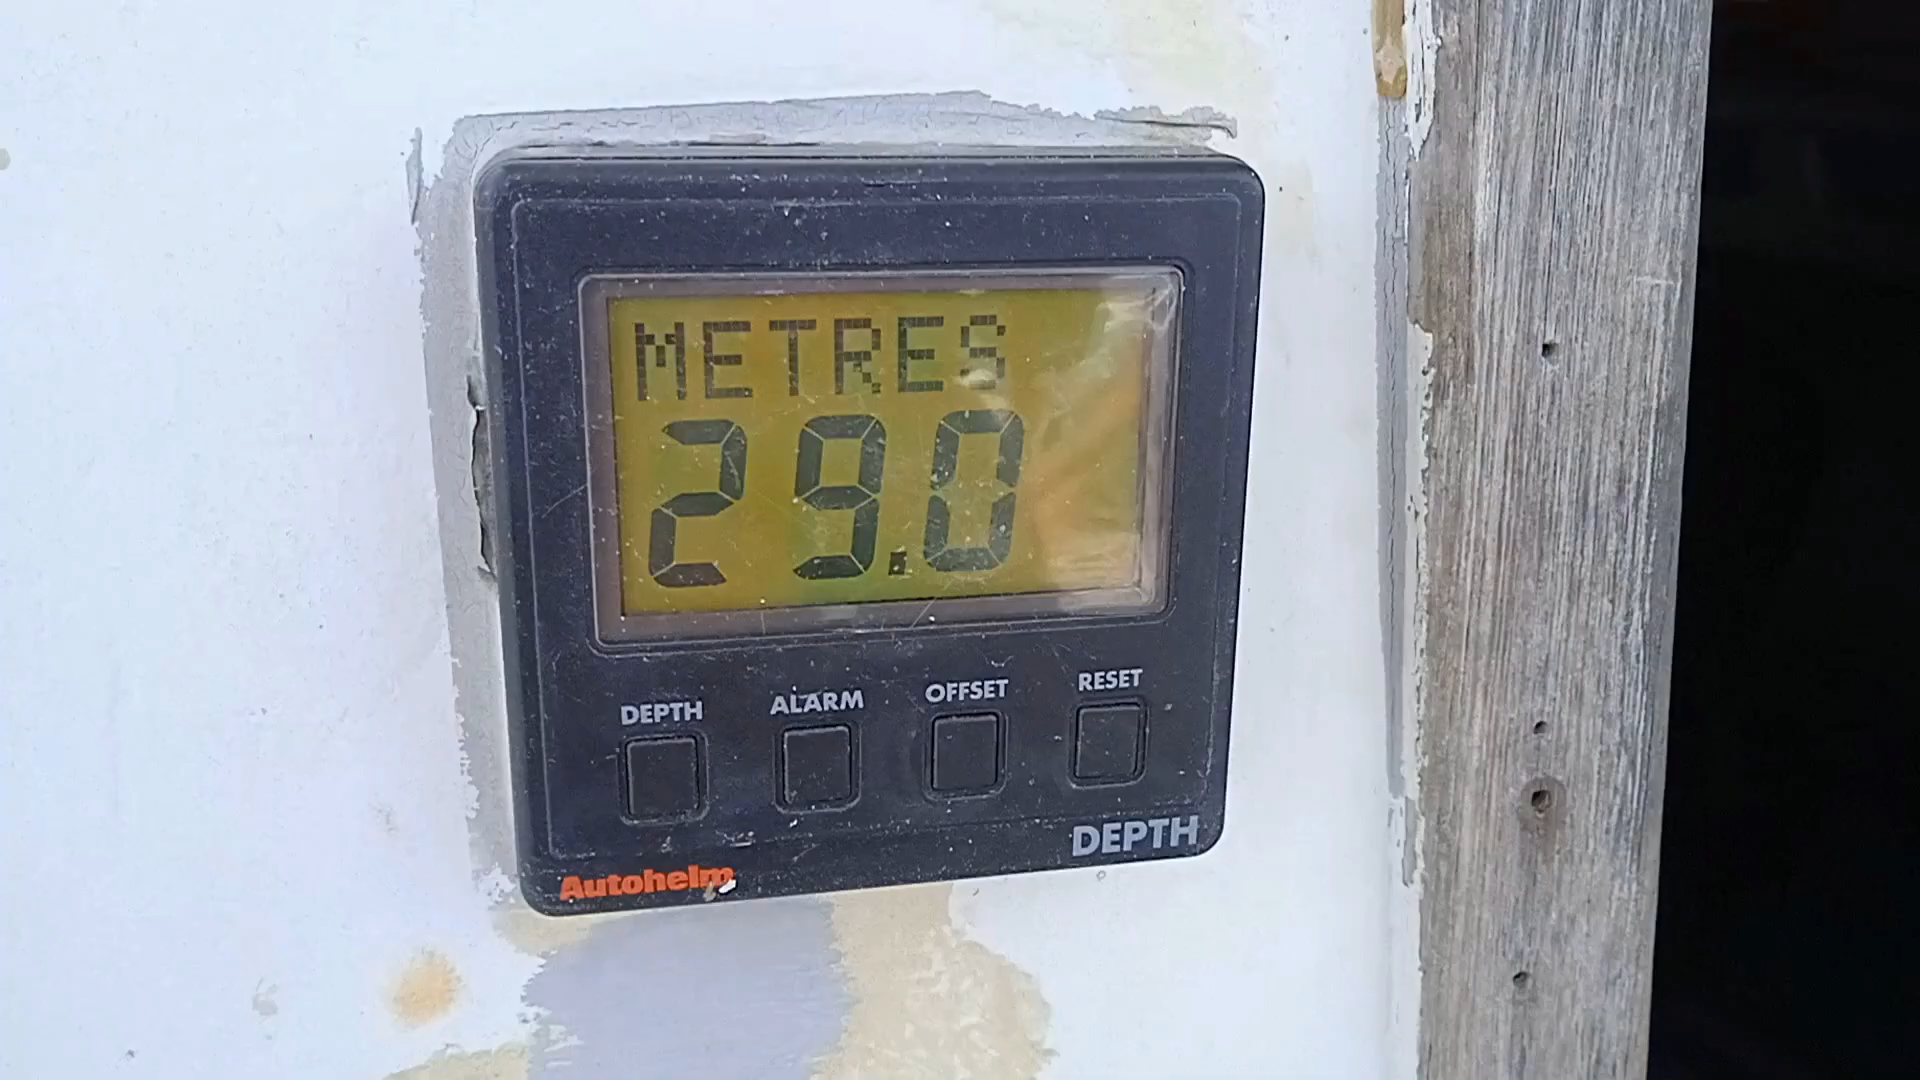 METRES
29.0
DEPTH ALARM OFFSET RESET
DEPTH
Autohelm